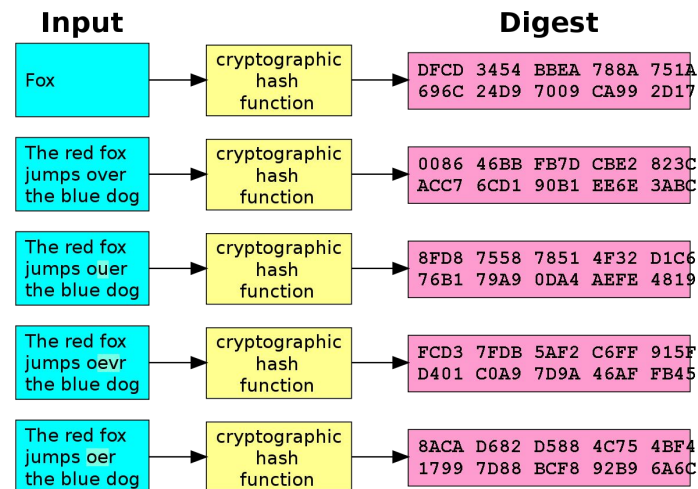 Input
Digest
Fox
cryptographic
hash
function
DFCD 3454 BBEA 788A 751A
696C 24D9 7009 CA99 2D17
The red fox
jumps over
the blue dog
cryptographic
hash
function
0086 46BB FB7D CBE2 823C
ACC7 6CD1 90B1 EE6E 3ABC
The red fox
jumps ouer
the blue dog
cryptographic
hash
function
8FD8 7558 7851 4F32 D1C6
76B1 79A9 0DA4 AEFE 4819
The red fox
jumps oevr
the blue dog
cryptographic
hash
function
FCD3 7FDB 5AF2 C6FF 915F
D401 C0A9 7D9A 46AF FB45
The red fox
jumps oer
the blue dog
cryptographic
hash
function
8ACA D682 D588 4C75 4BF4
1799 7D88 BCF8 92B9 6A6C